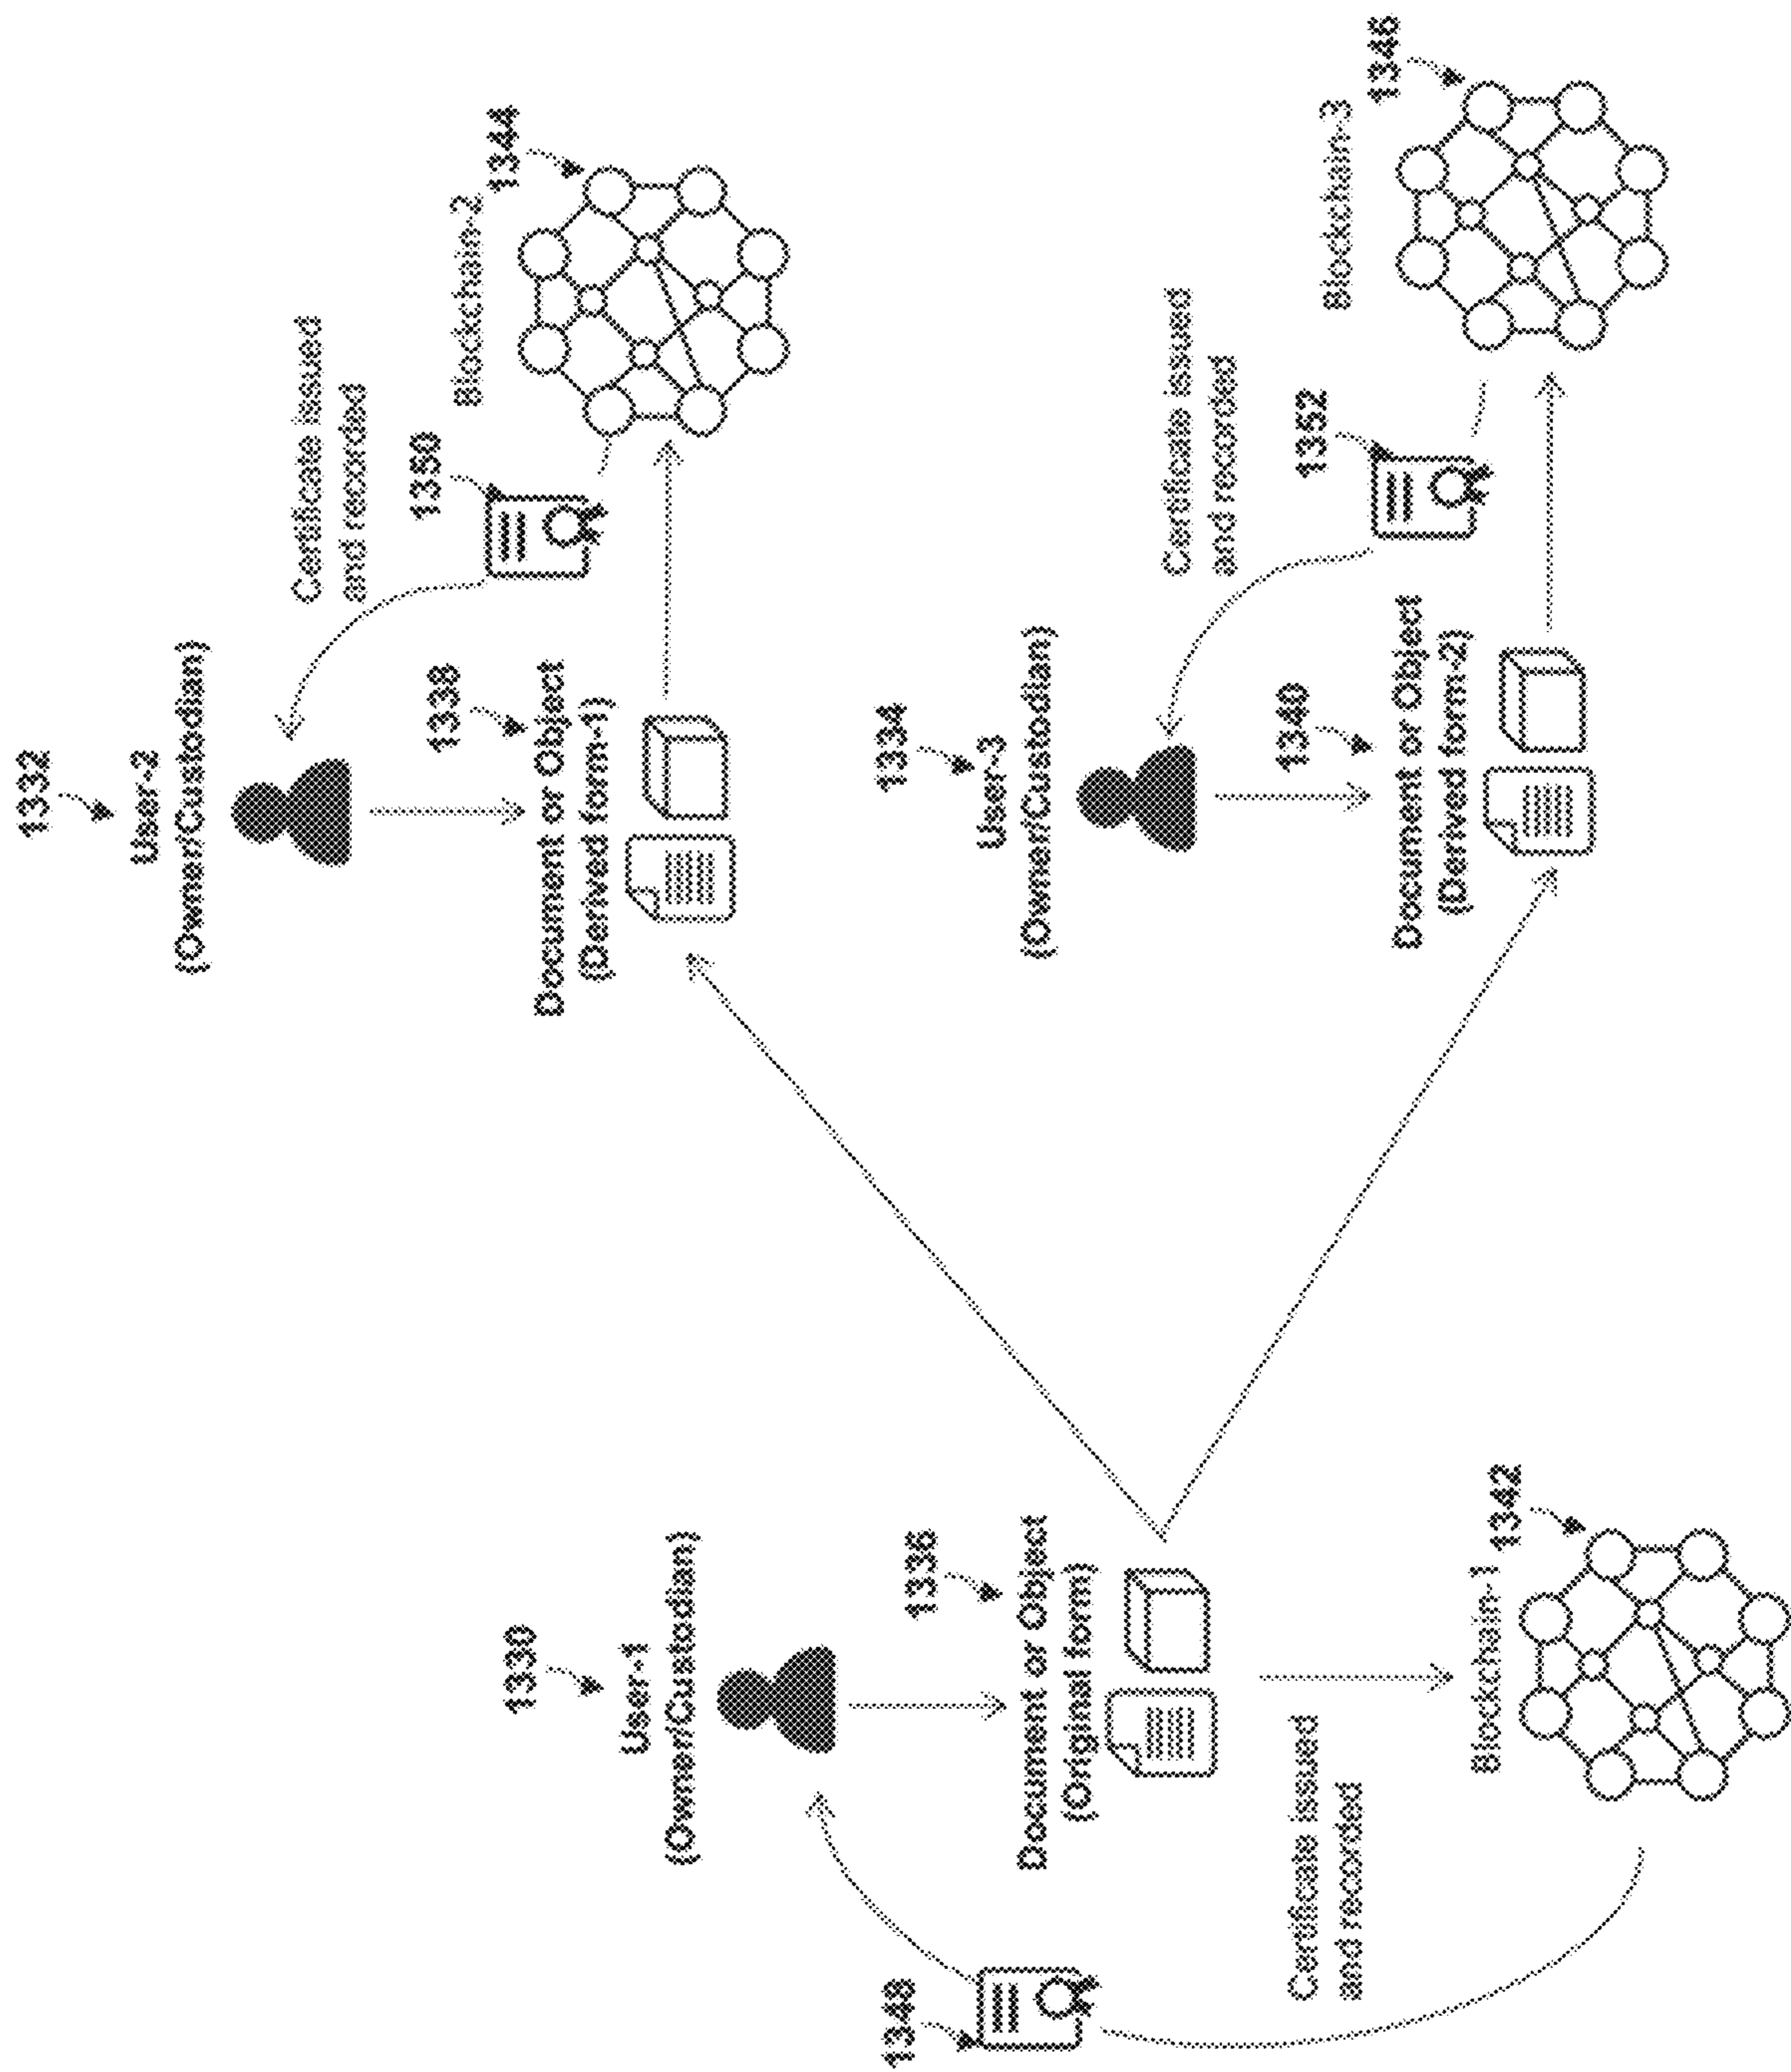 1332
User-2
(Owner/Custodian)
Certificate issued
and recorded
1338
1350
Document or Object
(Derived form-1)
Blockchain-2
1344
1330
User-1
(Owner/Custodian)
1334
User-3
(Owner/Custodian)
1348
1336
Document or Object
(Original form)
Certificate issued
and recorded
1340
1352
Document or Object
(Derived form-2)
Blockchain-3
1346
Certificate issued
and recorded
Blockchain-1
1342